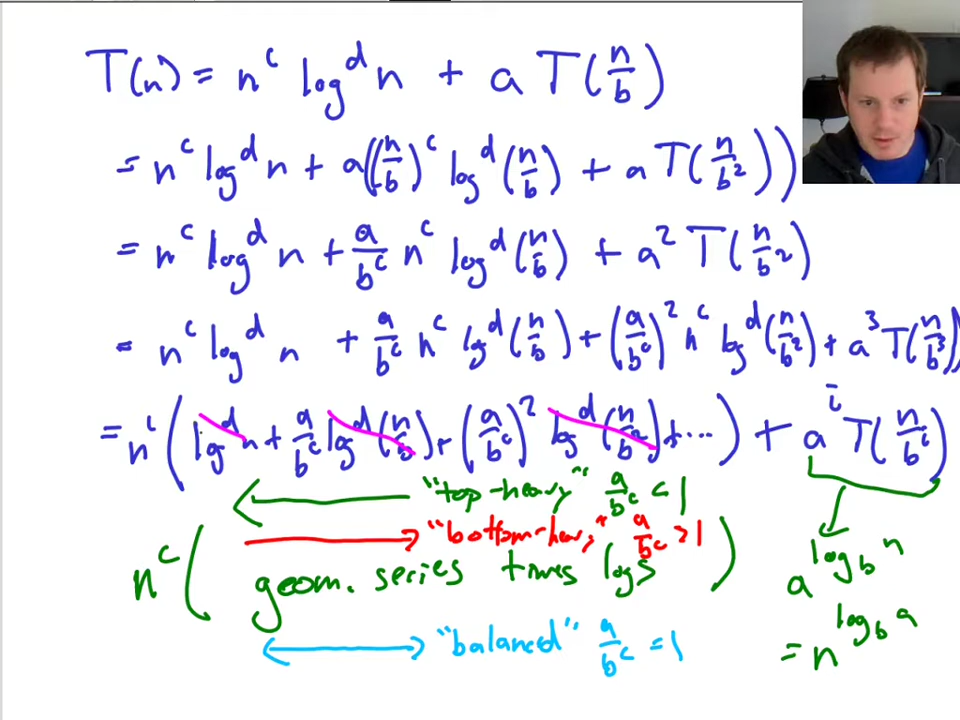 T(n) = n^c log^d n + a T(n/b)
= n^c log^d n + a((n/b)^c log^d(n/b) + a T(n/b^2))
= n^c log^d n + a/b^c n^c log^d(n/b) + a^2 T(n/b^2)
= n^c log^d n + a/b^c n^c log^d(n/b) + (a/b^c)^2 n^c log^d(n/b^2) + a^3 T(n/b^3)
= n^c (log^d n + a/b^c log^d(n/b) + (a/b^c)^2 log^d(n/b^2) + ...) + a^i T(n/b^i)
"top-heavy" a/b^c < 1
"bottom-heavy" a/b^c > 1
n^c ( geom. series times logs )
a^log_b n
"balanced" a/b^c = 1
= n^log_b a